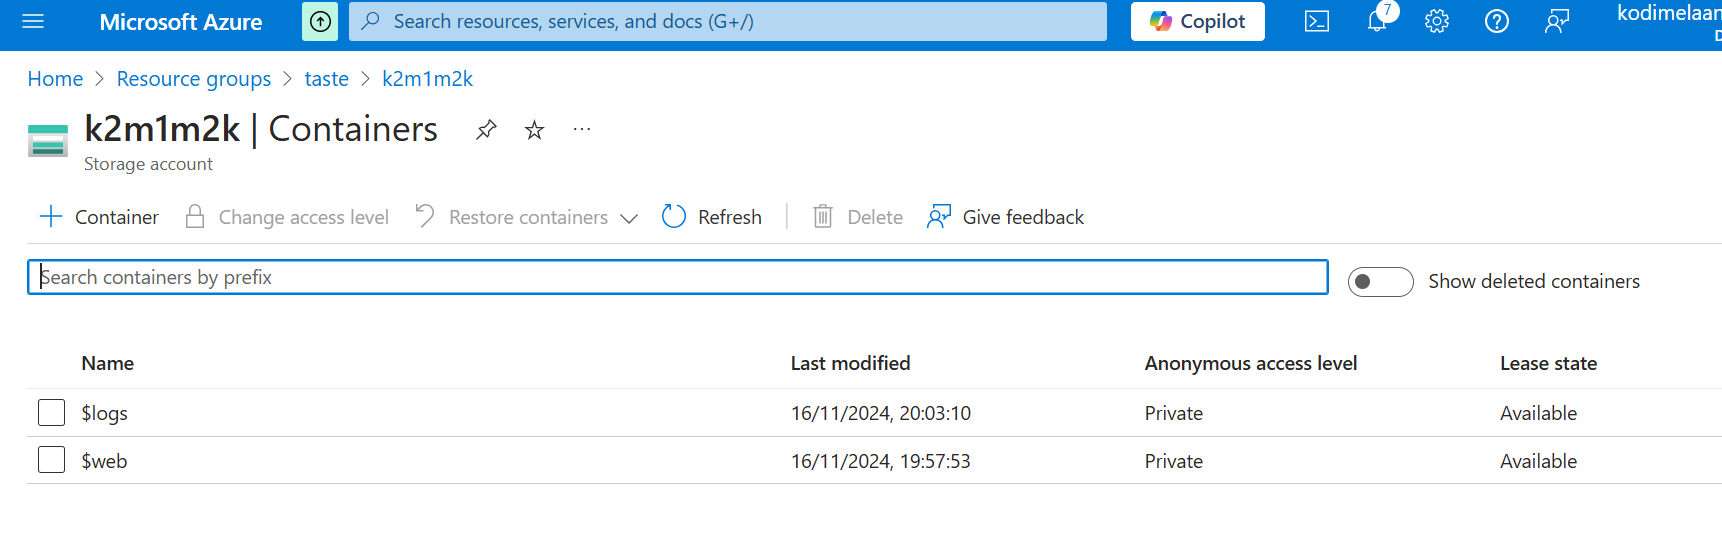 Microsoft Azure
Search resources, services, and docs (G+/)
Copilot
7
kodimelaan
D
Home > Resource groups > taste > k2m1m2k
k2m1m2k | Containers
Storage account
Container
Change access level
Restore containers
Refresh
Delete
Give feedback
Search containers by prefix
Show deleted containers
Name Last modified Anonymous access level Lease state
$logs 16/11/2024, 20:03:10 Private Available
$web 16/11/2024, 19:57:53 Private Available